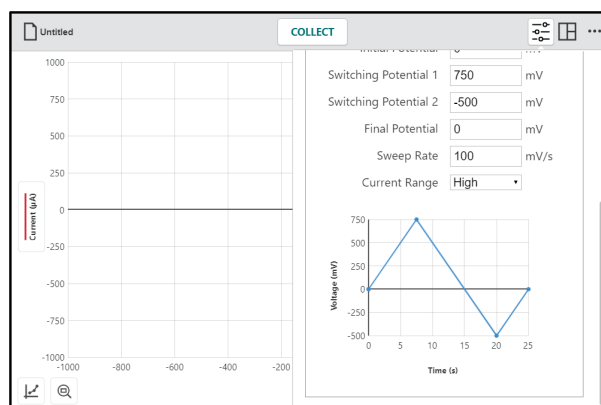 Untitled
COLLECT
Initial Potential
Switching Potential 1 750 mV
Switching Potential 2 -500 mV
Final Potential 0 mV
Sweep Rate 100 mV/s
Current Range High
1000
750
500
250
0
-250
-500
-750
-1000
Current (µA)
-1000 -800 -600 -400 -200
750
500
250
0
-250
-500
Voltage (mV)
0 5 10 15 20 25
Time (s)